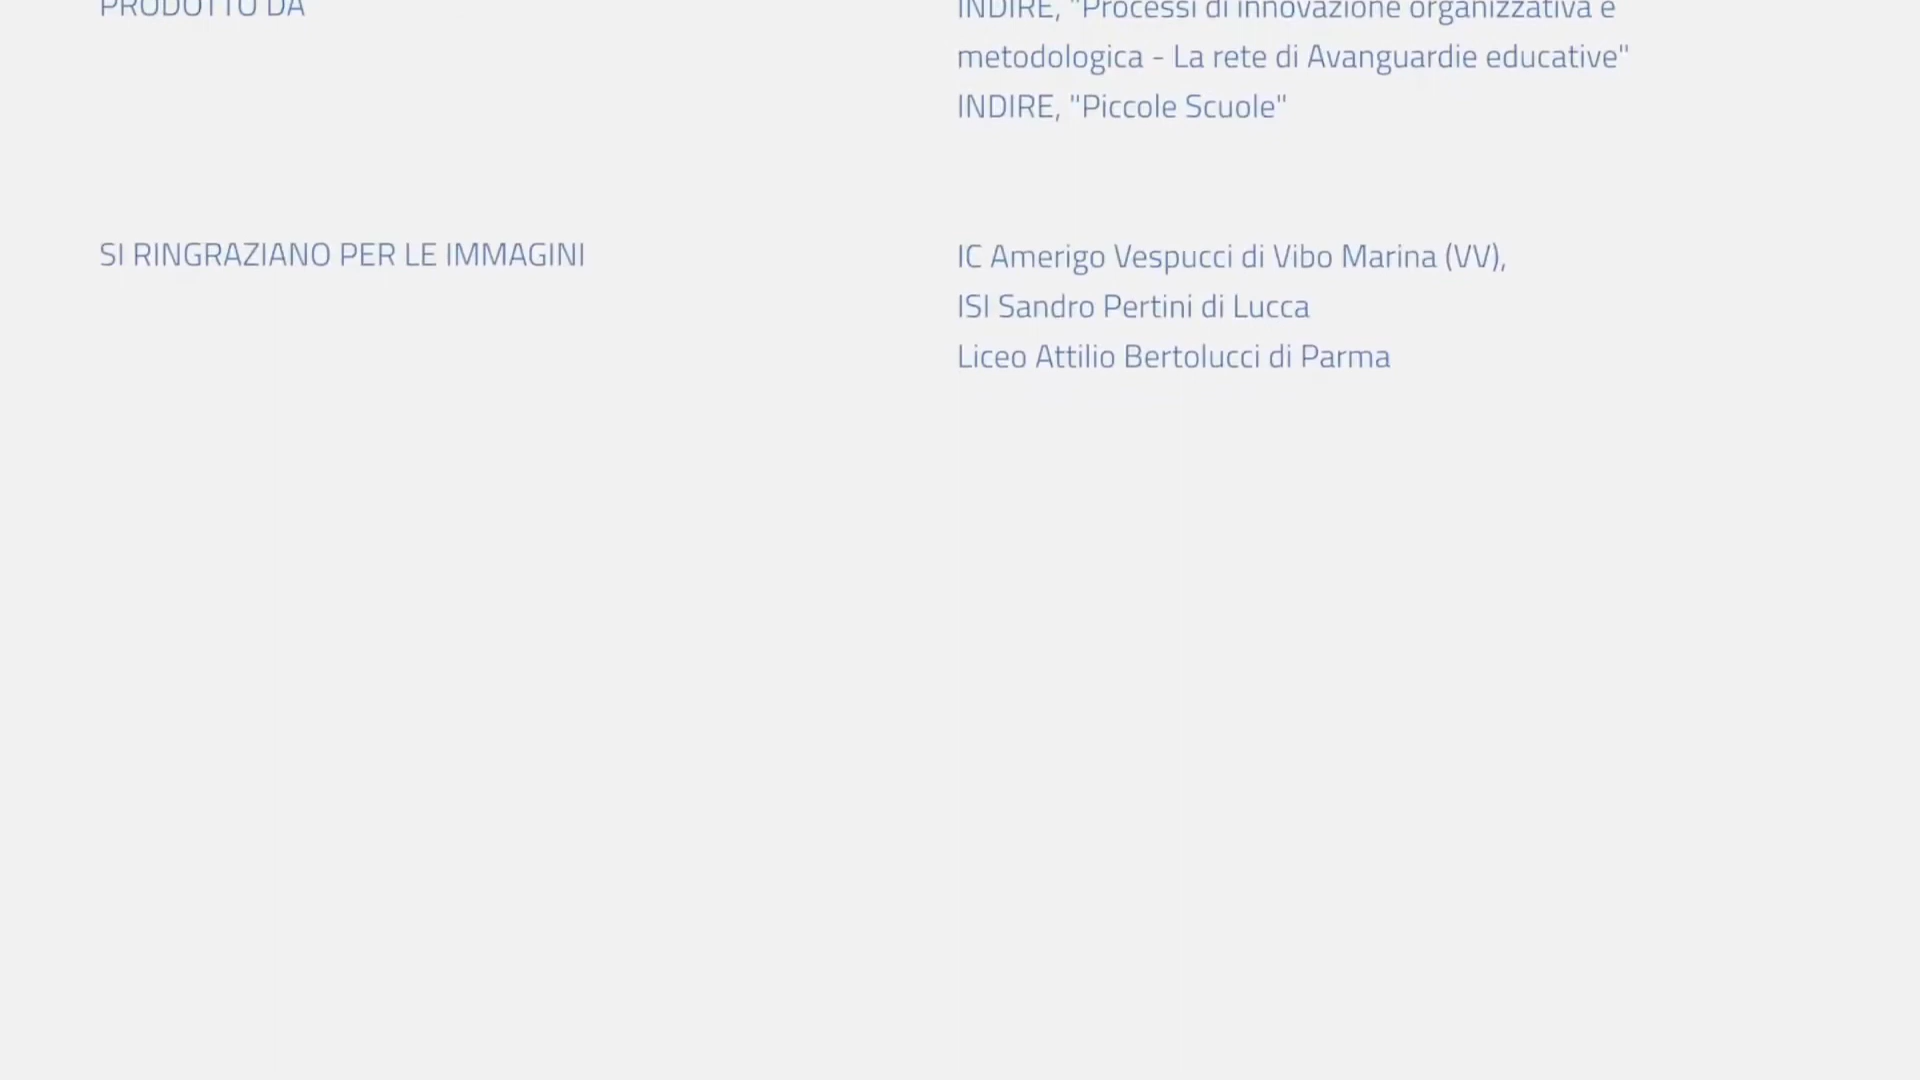 PRODOTTO DA
INDIRE, "Processi di innovazione organizzativa e
metodologica - La rete di Avanguardie educative"
INDIRE, "Piccole Scuole"
SI RINGRAZIANO PER LE IMMAGINI
IC Amerigo Vespucci di Vibo Marina (VV),
ISI Sandro Pertini di Lucca
Liceo Attilio Bertolucci di Parma